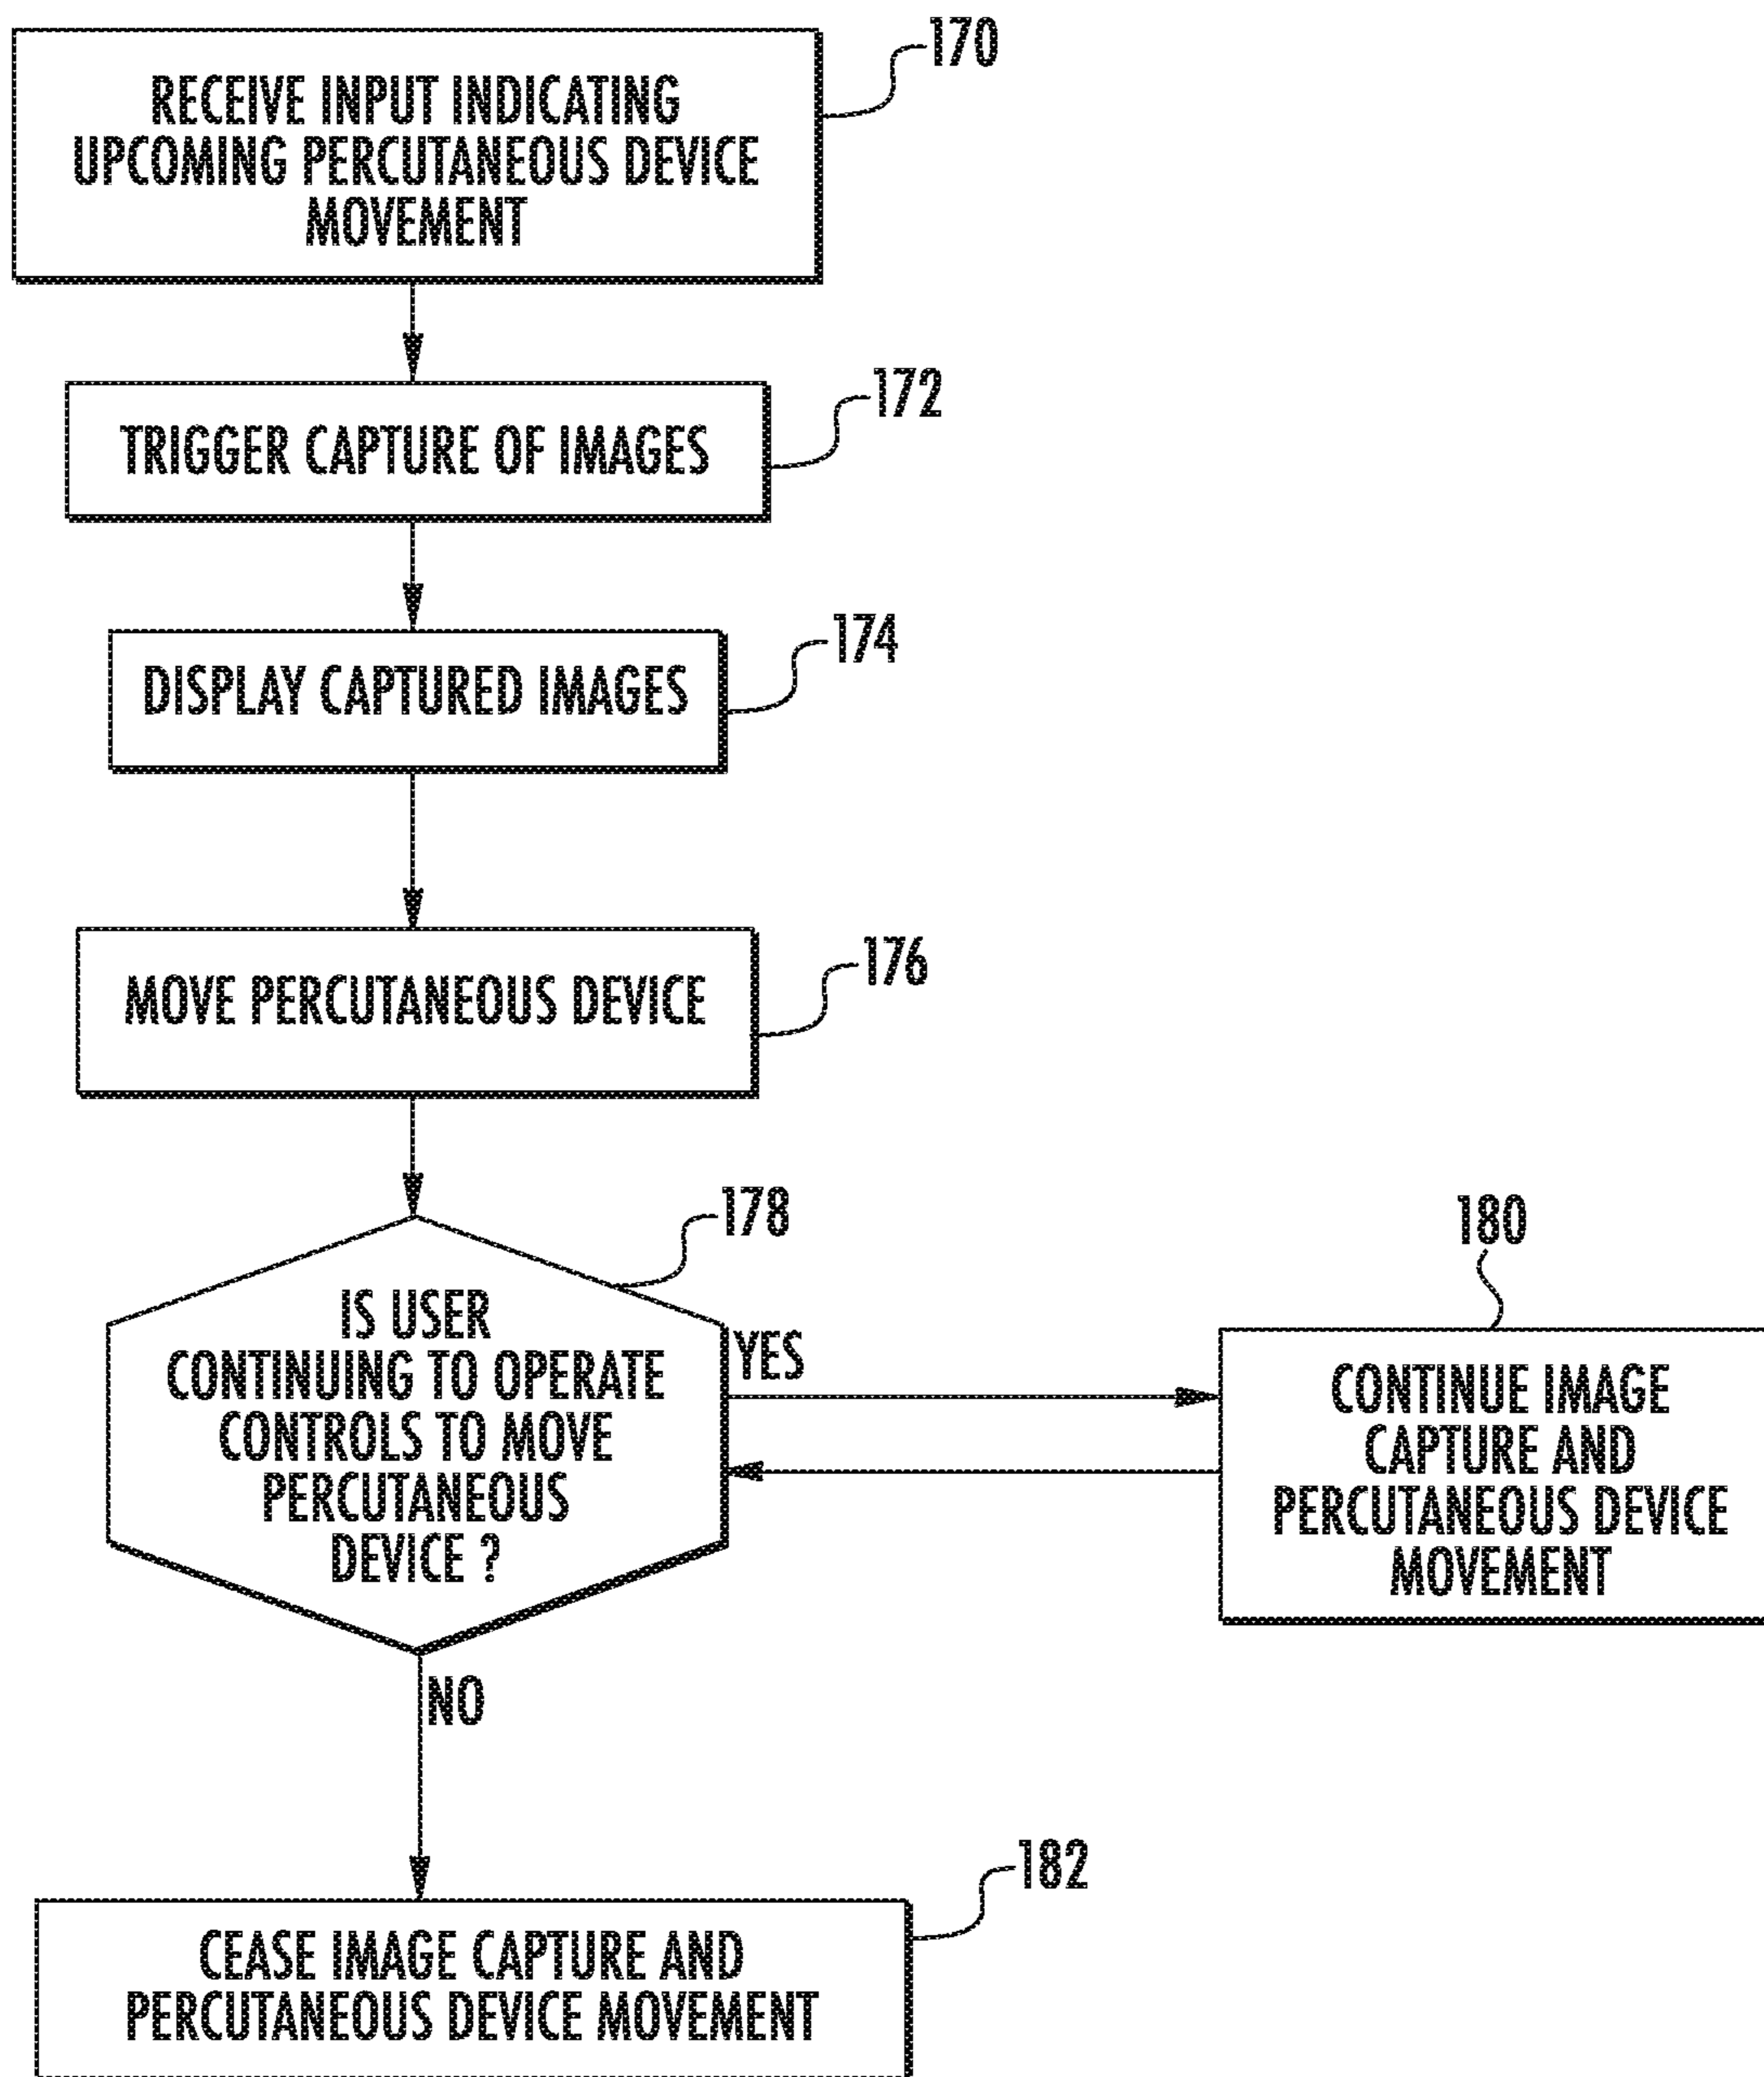 170
RECEIVE INPUT INDICATING
UPCOMING PERCUTANEOUS DEVICE
MOVEMENT
172
TRIGGER CAPTURE OF IMAGES
174
DISPLAY CAPTURED IMAGES
176
MOVE PERCUTANEOUS DEVICE
178
IS USER
CONTINUING TO OPERATE
CONTROLS TO MOVE
PERCUTANEOUS
DEVICE ?
YES
180
CONTINUE IMAGE
CAPTURE AND
PERCUTANEOUS DEVICE
MOVEMENT
NO
182
CEASE IMAGE CAPTURE AND
PERCUTANEOUS DEVICE MOVEMENT